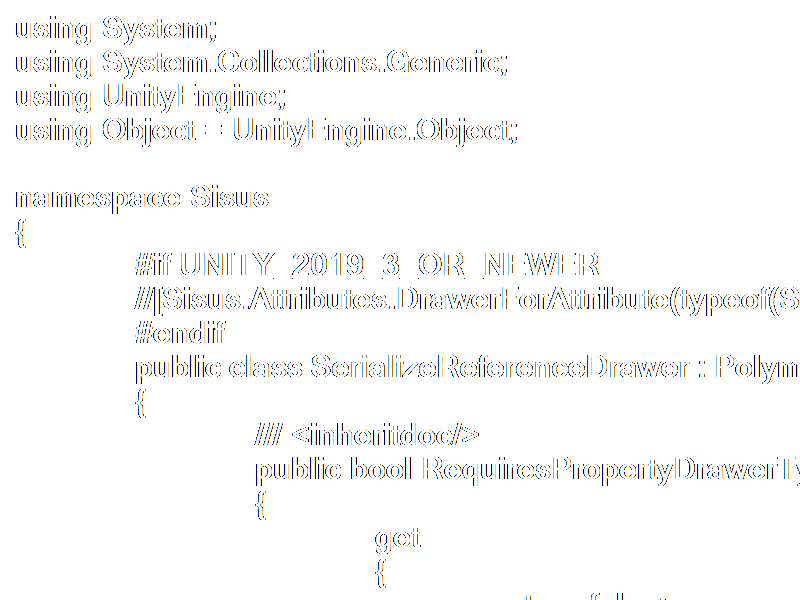 using System;
using System.Collections.Generic;
using UnityEngine;
using Object = UnityEngine.Object;
namespace Sisus
{
#if UNITY_2019_3_OR_NEWER
//[Sisus.Attributes.DrawerForAttribute(typeof(S
#endif
public class SerializeReferenceDrawer : Polym
{
//// <inheritdoc/>
public bool RequiresPropertyDrawerTy
{
get
{